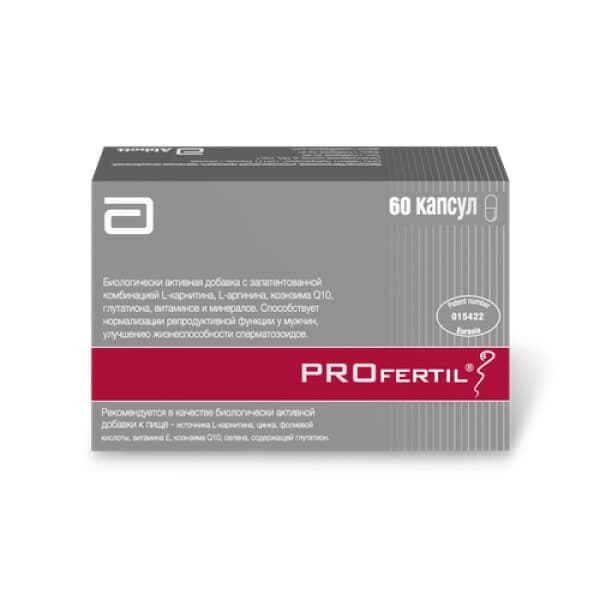 Abbott
60 капсул
Биологически активная добавка с запатентованной
комбинацией L-карнитина, L-аргинина, коэнзима Q10,
глутатиона, витаминов и минералов. Способствует
нормализации репродуктивной функции у мужчин,
улучшению жизнеспособности сперматозоидов.
Patent number
015422
Eurasia
PROFERTIL®
Рекомендуется в качестве биологически активной
добавки к пище - источника L-карнитина, цинка, фолиевой
кислоты, витамина Е, коэнзима Q10, селена, содержащей глутатион.